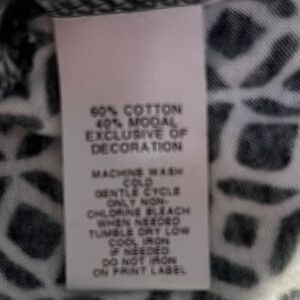 60% COTTON
40% MODAL
EXCLUSIVE OF
DECORATION
MACHINE WASH
COLD
GENTLE CYCLE
ONLY NON-
CHLORINE BLEACH
WHEN NEEDED
TUMBLE DRY LOW
COOL IRON
IF NEEDED
DO NOT IRON
ON PRINT LABEL